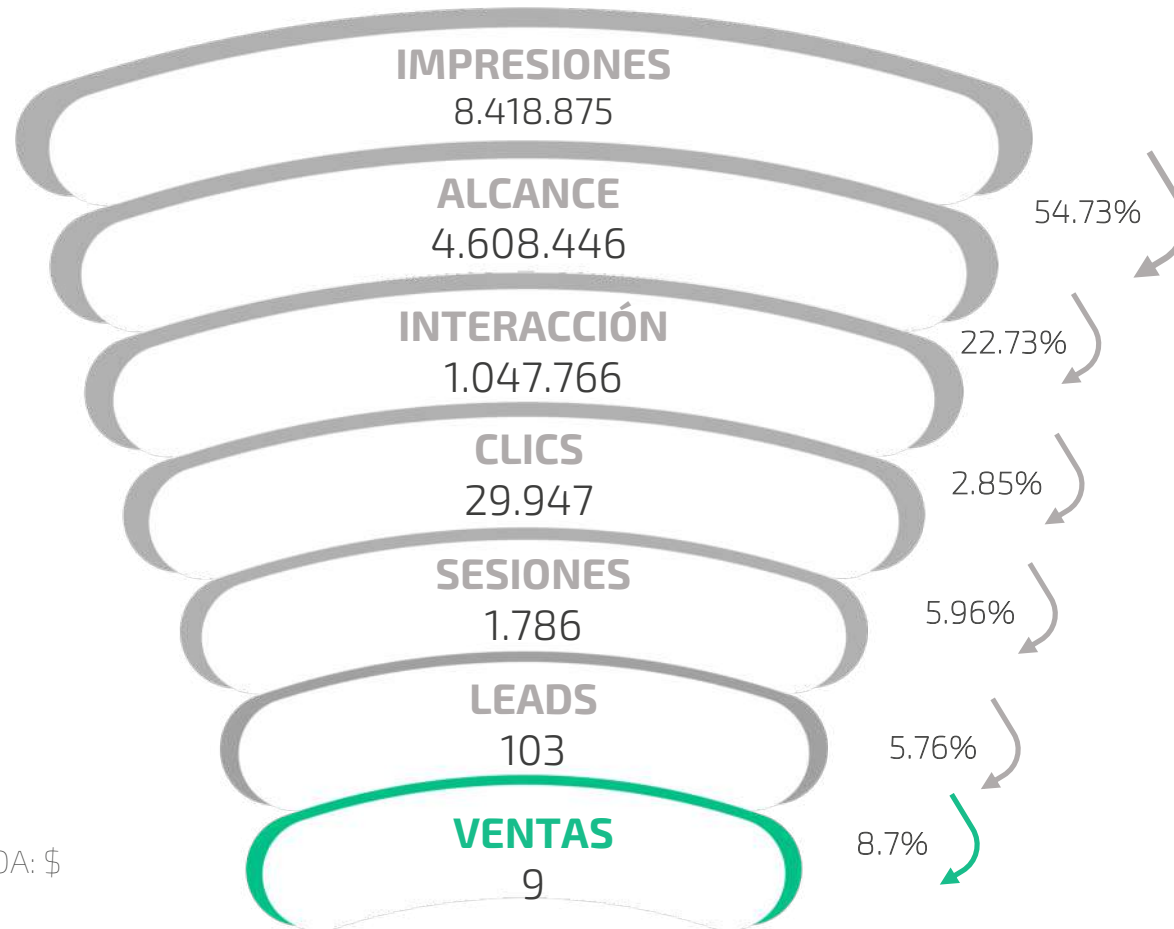 IMPRESIONES
8.418.875
54.73%
ALCANCE
4.608.446
22.73%
INTERACCIÓN
1.047.766
2.85%
CLICS
29.947
5.96%
SESIONES
1.786
5.76%
LEADS
103
8.7%
VENTAS
9
DA: $